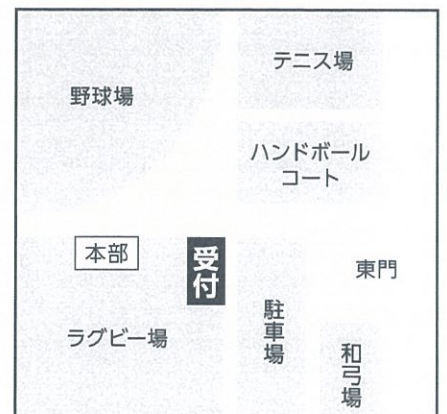 テニス場
野球場
ハンドボール
コート
本部
受付
東門
ラグビー場
駐車場
和弓場